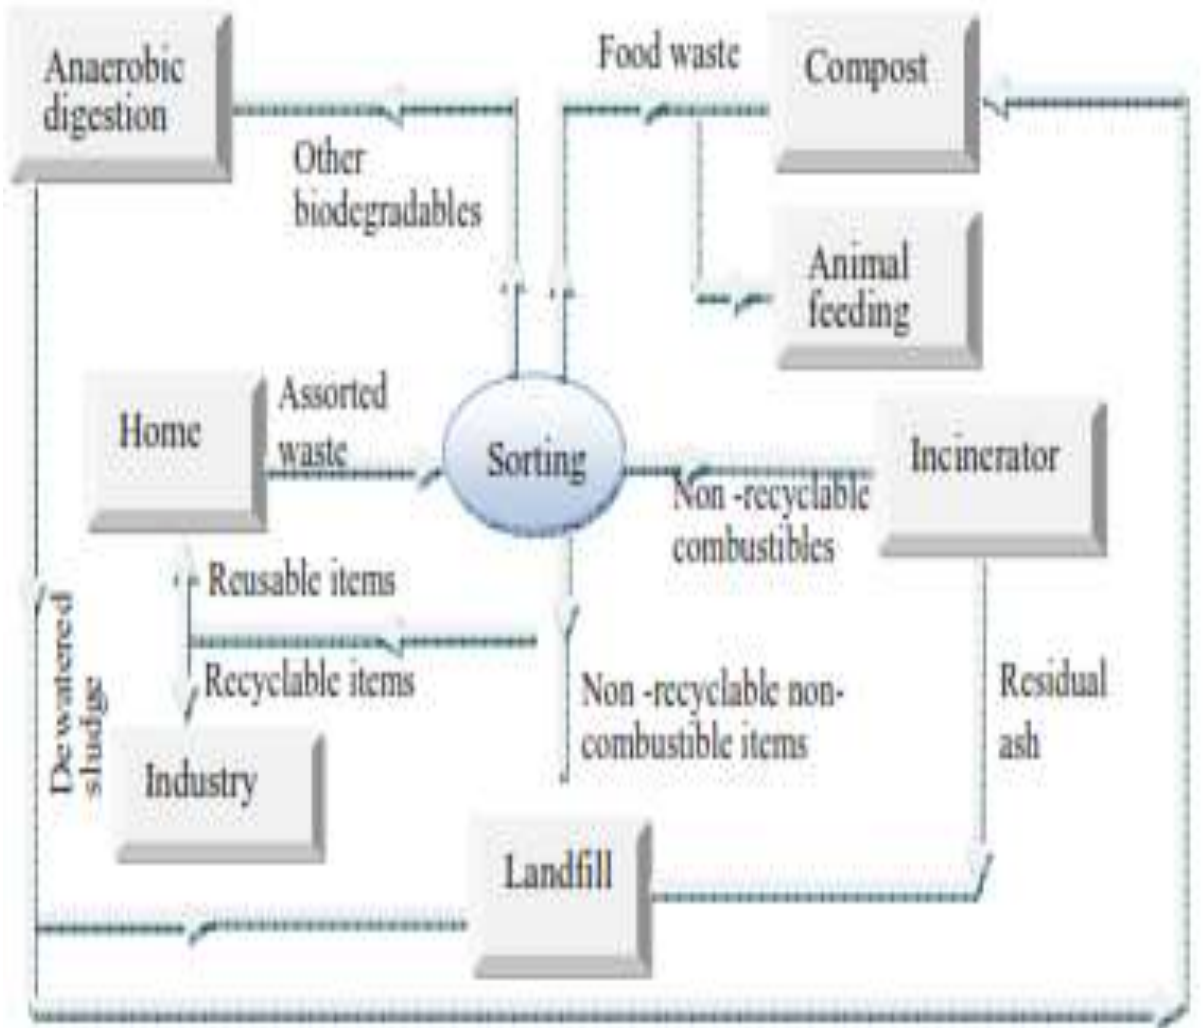 Anaerobic
digestion
Food waste
Compost
Other
biodegradables
Animal
feeding
Home
Assorted
waste
Sorting
Incinerator
Non -recyclable
combustibles
Reusable items
Recyclable items
Dewatered
sludge
Industry
Non -recyclable non-
combustible items
Residual
ash
Landfill